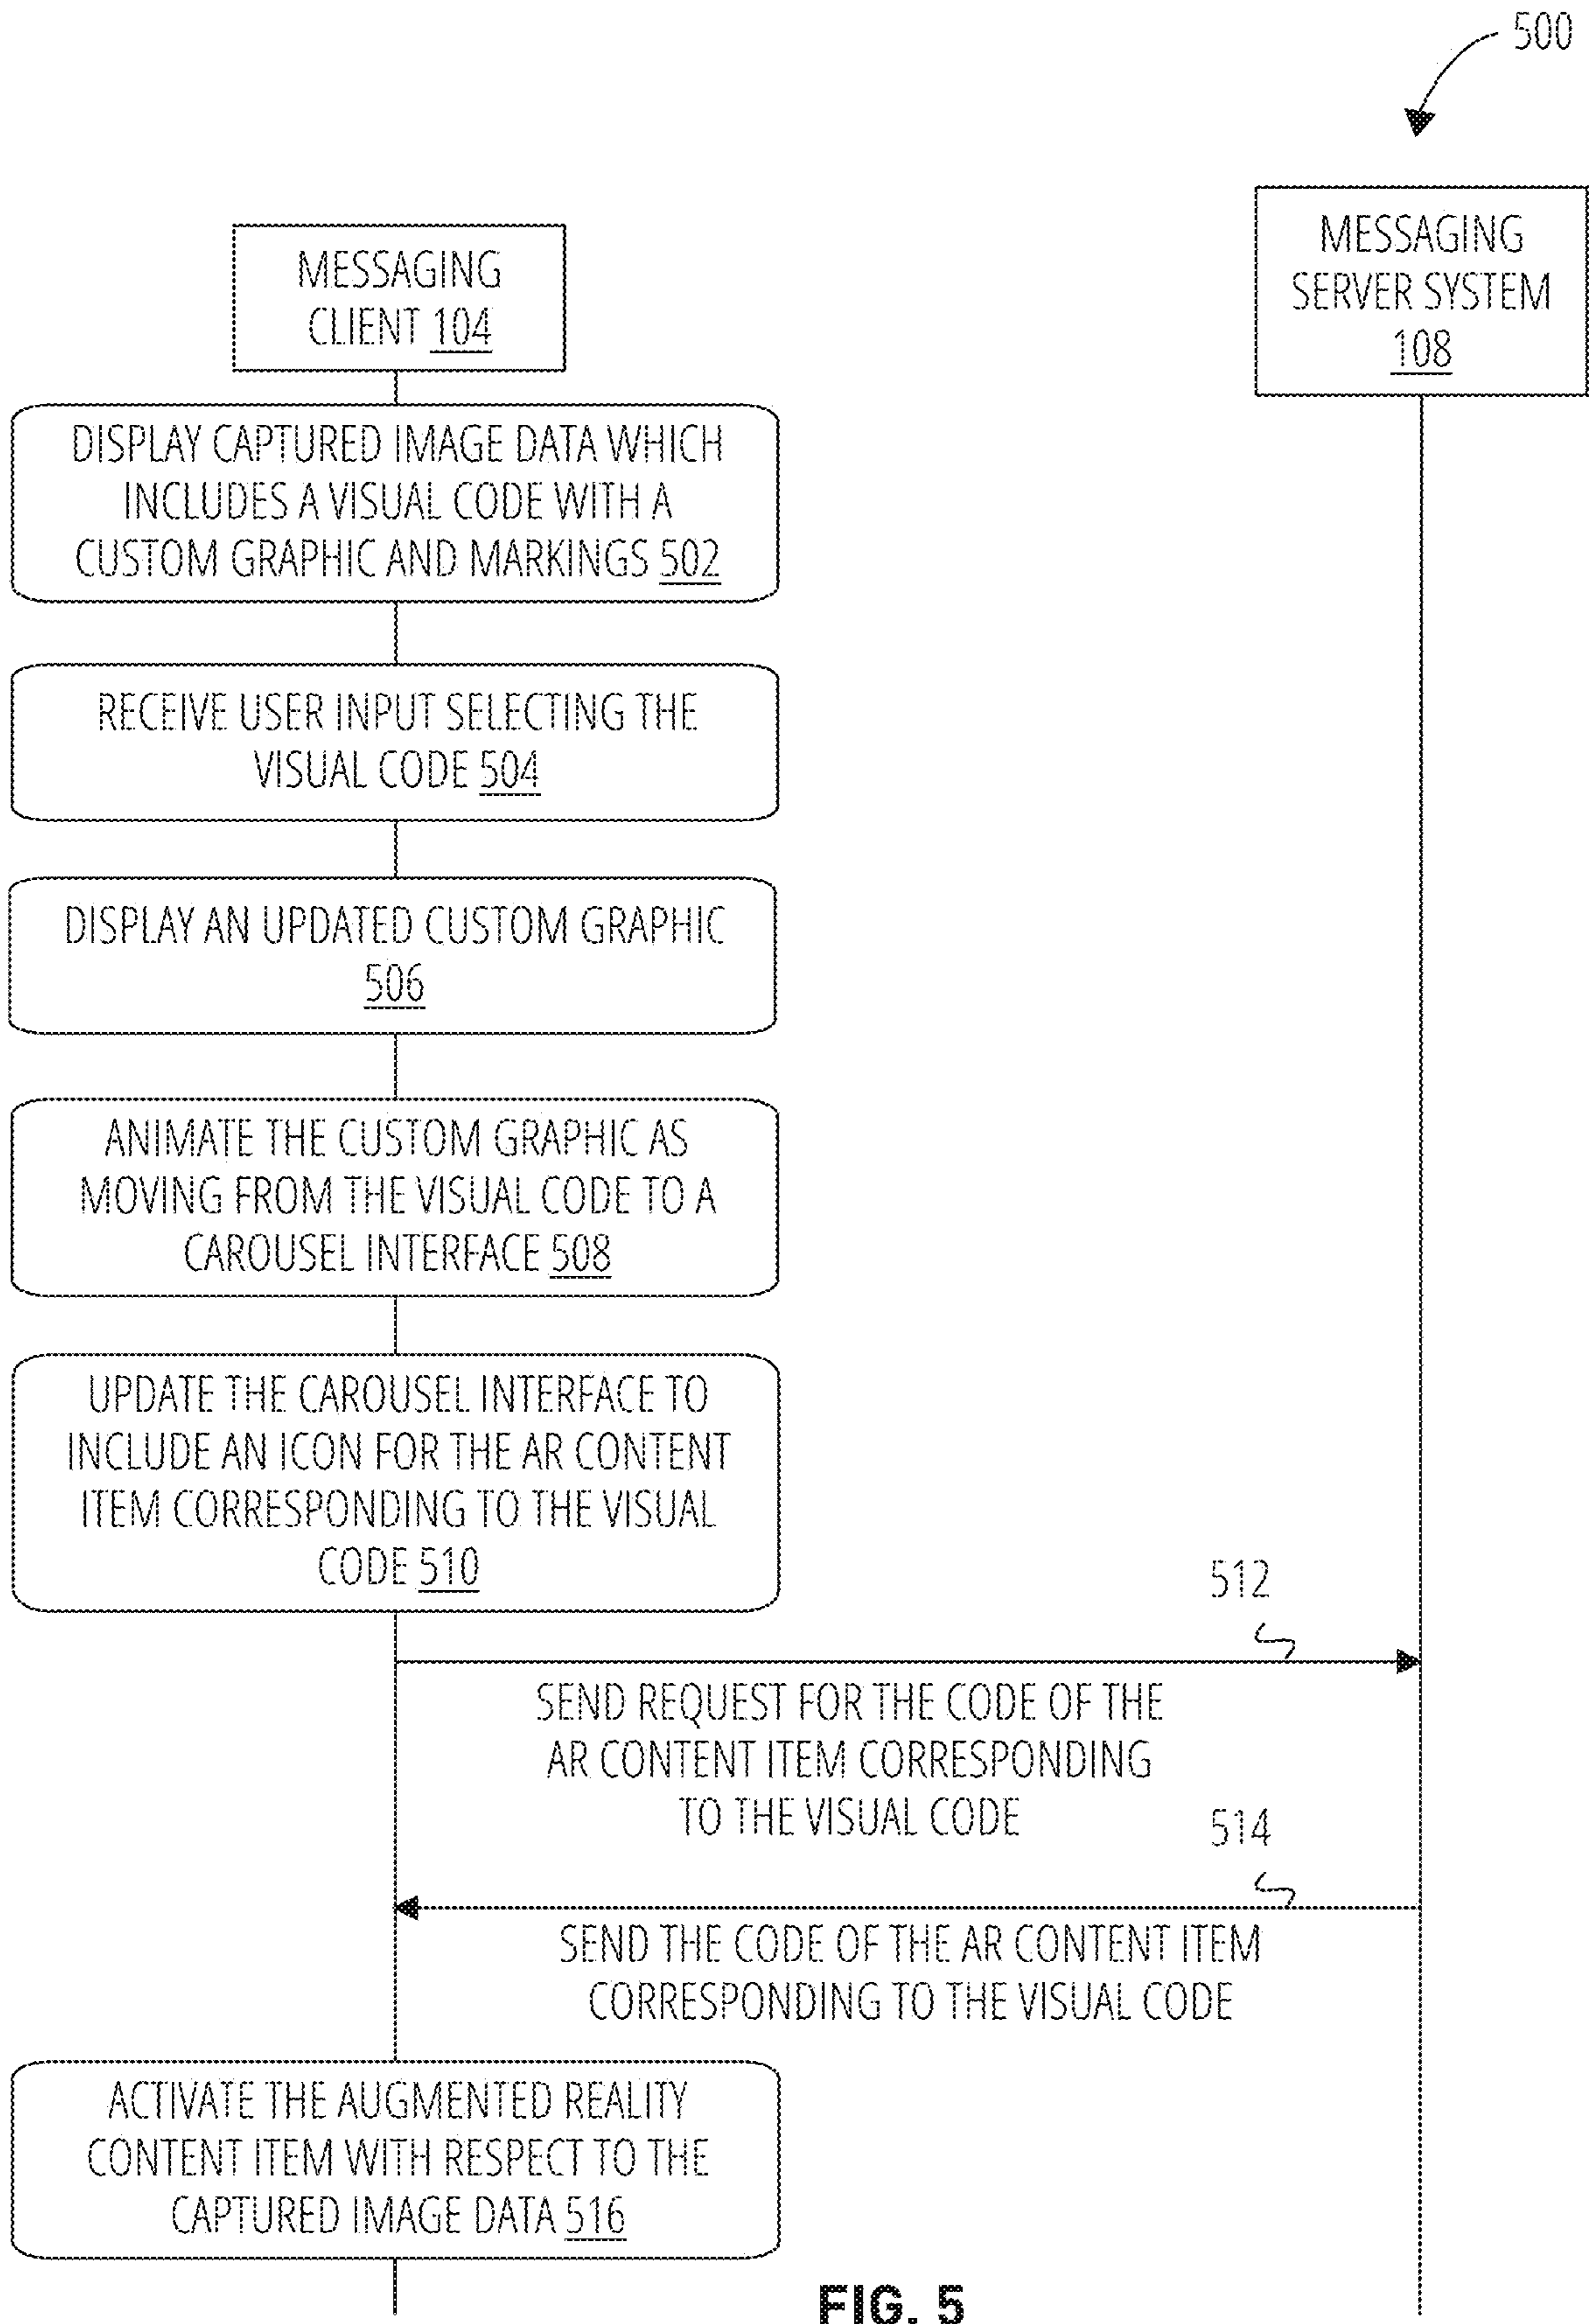 500
MESSAGING
CLIENT 104
MESSAGING
SERVER SYSTEM
108
DISPLAY CAPTURED IMAGE DATA WHICH
INCLUDES A VISUAL CODE WITH A
CUSTOM GRAPHIC AND MARKINGS 502
RECEIVE USER INPUT SELECTING THE
VISUAL CODE 504
DISPLAY AN UPDATED CUSTOM GRAPHIC
506
ANIMATE THE CUSTOM GRAPHIC AS
MOVING FROM THE VISUAL CODE TO A
CAROUSEL INTERFACE 508
UPDATE THE CAROUSEL INTERFACE TO
INCLUDE AN ICON FOR THE AR CONTENT
ITEM CORRESPONDING TO THE VISUAL
CODE 510
512
SEND REQUEST FOR THE CODE OF THE
AR CONTENT ITEM CORRESPONDING
TO THE VISUAL CODE
514
SEND THE CODE OF THE AR CONTENT ITEM
CORRESPONDING TO THE VISUAL CODE
ACTIVATE THE AUGMENTED REALITY
CONTENT ITEM WITH RESPECT TO THE
CAPTURED IMAGE DATA 516
FIG. 5